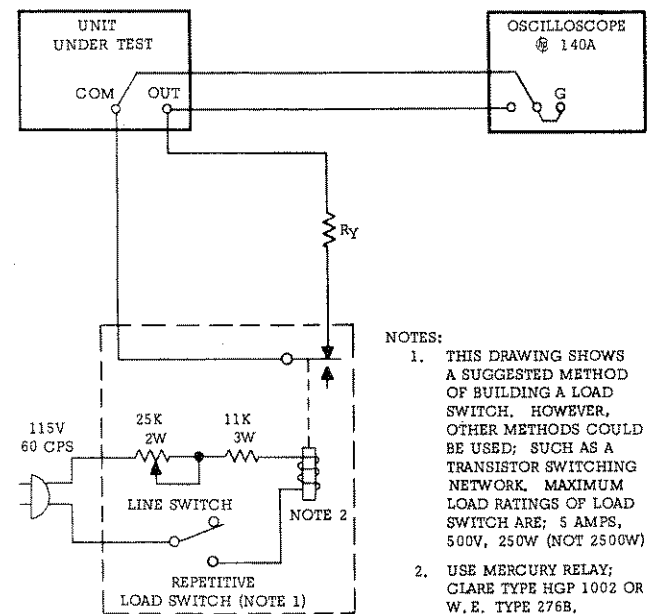 UNIT
UNDER TEST
OSCILLOSCOPE
hp 140A
COM
OUT
G
RY
NOTES:
1. THIS DRAWING SHOWS
A SUGGESTED METHOD
OF BUILDING A LOAD
SWITCH. HOWEVER,
OTHER METHODS COULD
BE USED; SUCH AS A
TRANSISTOR SWITCHING
NETWORK. MAXIMUM
LOAD RATINGS OF LOAD
SWITCH ARE; 5 AMPS,
500V, 250W (NOT 2500W)
2. USE MERCURY RELAY;
CLARE TYPE HGP 1002 OR
W.E. TYPE 276B.
115V
60 CPS
25K
2W
11K
3W
LINE SWITCH
NOTE 2
REPETITIVE
LOAD SWITCH (NOTE 1)